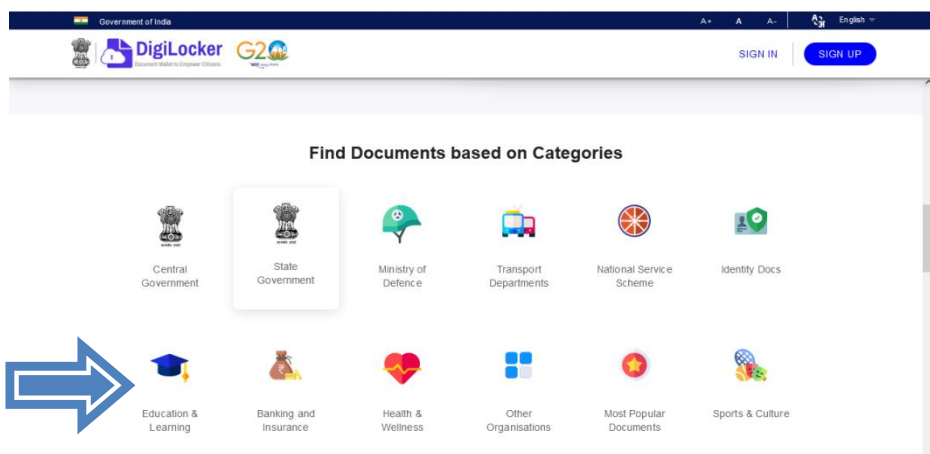 Government of India
A+ A A- English
DigiLocker
Document Wallet to Empower Citizens
G20
SIGN IN
SIGN UP
Find Documents based on Categories
Central
Government
State
Government
Ministry of
Defence
Transport
Departments
National Service
Scheme
Identity Docs
Education &
Learning
Banking and
Insurance
Health &
Wellness
Other
Organisations
Most Popular
Documents
Sports & Culture